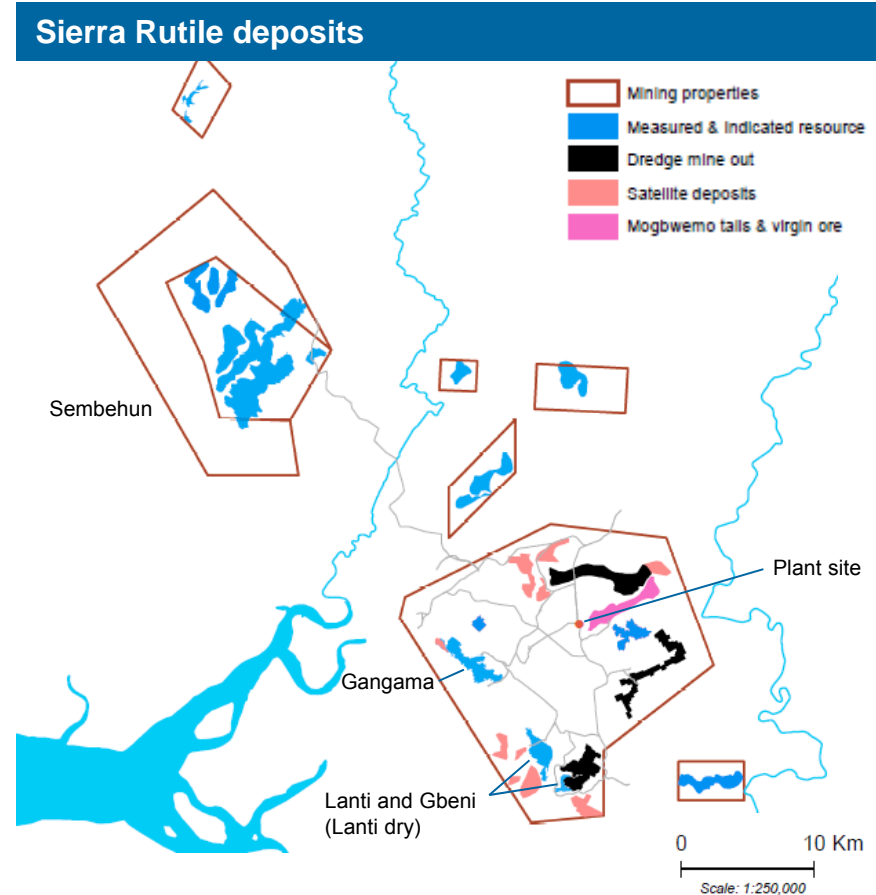 Sierra Rutile deposits
Mining properties
Measured & Indicated resource
Dredge mine out
Satellite deposits
Mogbwemo tails & virgin ore
Sembehun
Plant site
Gangama
Lanti and Gbeni
(Lanti dry)
0 10 Km
Scale: 1:250,000